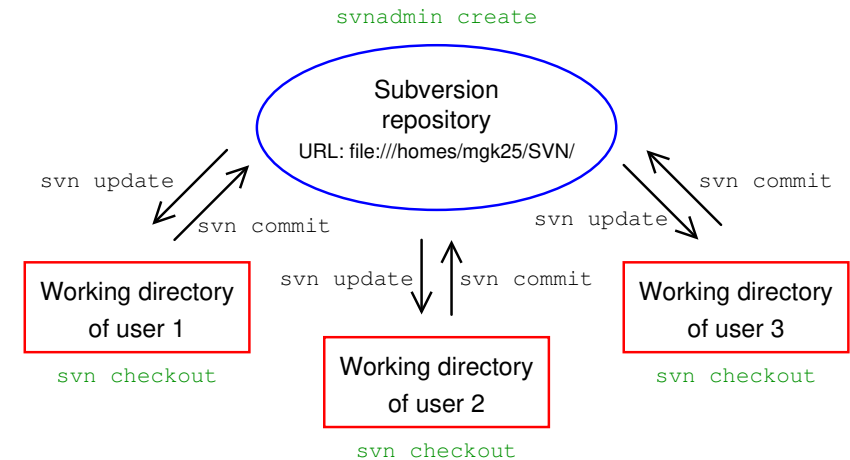 svnadmin create
Subversion
repository
URL: file:///homes/mgk25/SVN/
svn update
svn commit
svn update
svn commit
svn update
svn commit
Working directory
of user 1
svn checkout
Working directory
of user 2
svn checkout
Working directory
of user 3
svn checkout